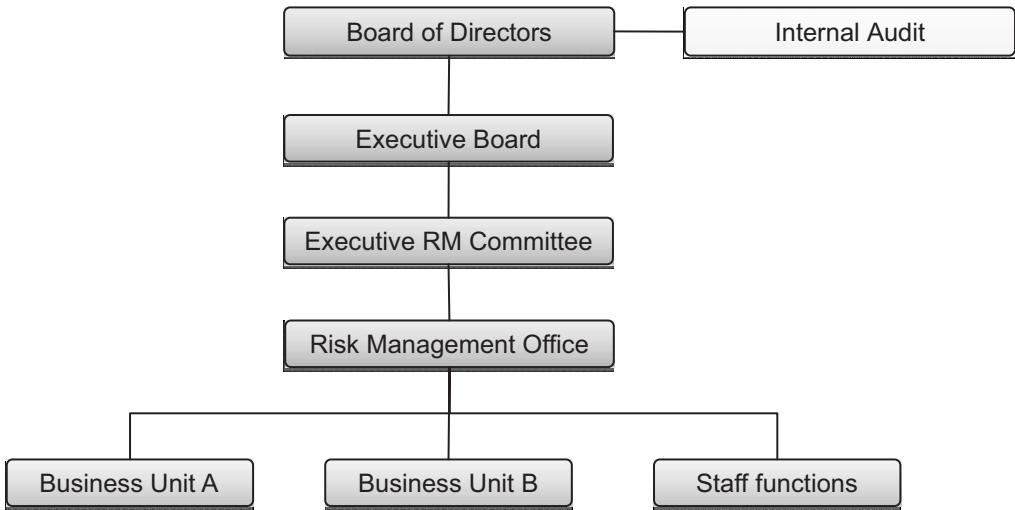 Board of Directors
Internal Audit
Executive Board
Executive RM Committee
Risk Management Office
Business Unit A
Business Unit B
Staff functions